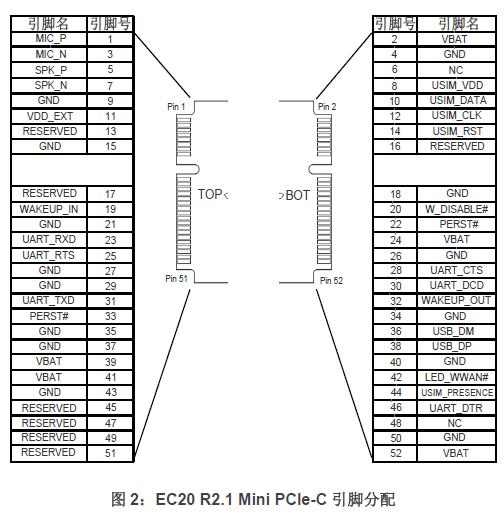 引脚名 引脚号 引脚号 引脚名
MIC_P 1 2 VBAT
MIC_N 3 4 GND
SPK_P 5 6 NC
SPK_N 7 8 USIM_VDD
GND 9 10 USIM_DATA
VDD_EXT 11 12 USIM_CLK
RESERVED 13 14 USIM_RST
GND 15 16 RESERVED
Pin 1 Pin 2
TOP BOT
RESERVED 17 18 GND
WAKEUP_IN 19 20 W_DISABLE#
GND 21 22 PERST#
UART_RXD 23 24 VBAT
UART_RTS 25 26 GND
GND 27 28 UART_CTS
GND 29 30 UART_DCD
UART_TXD 31 32 WAKEUP_OUT
PERST# 33 34 GND
GND 35 36 USB_DM
GND 37 38 USB_DP
VBAT 39 40 GND
VBAT 41 42 LED_WWAN#
GND 43 44 USIM_PRESENCE
RESERVED 45 46 UART_DTR
RESERVED 47 48 NC
RESERVED 49 50 GND
RESERVED 51 52 VBAT
Pin 51 Pin 52
图 2：EC20 R2.1 Mini PCIe-C 引脚分配